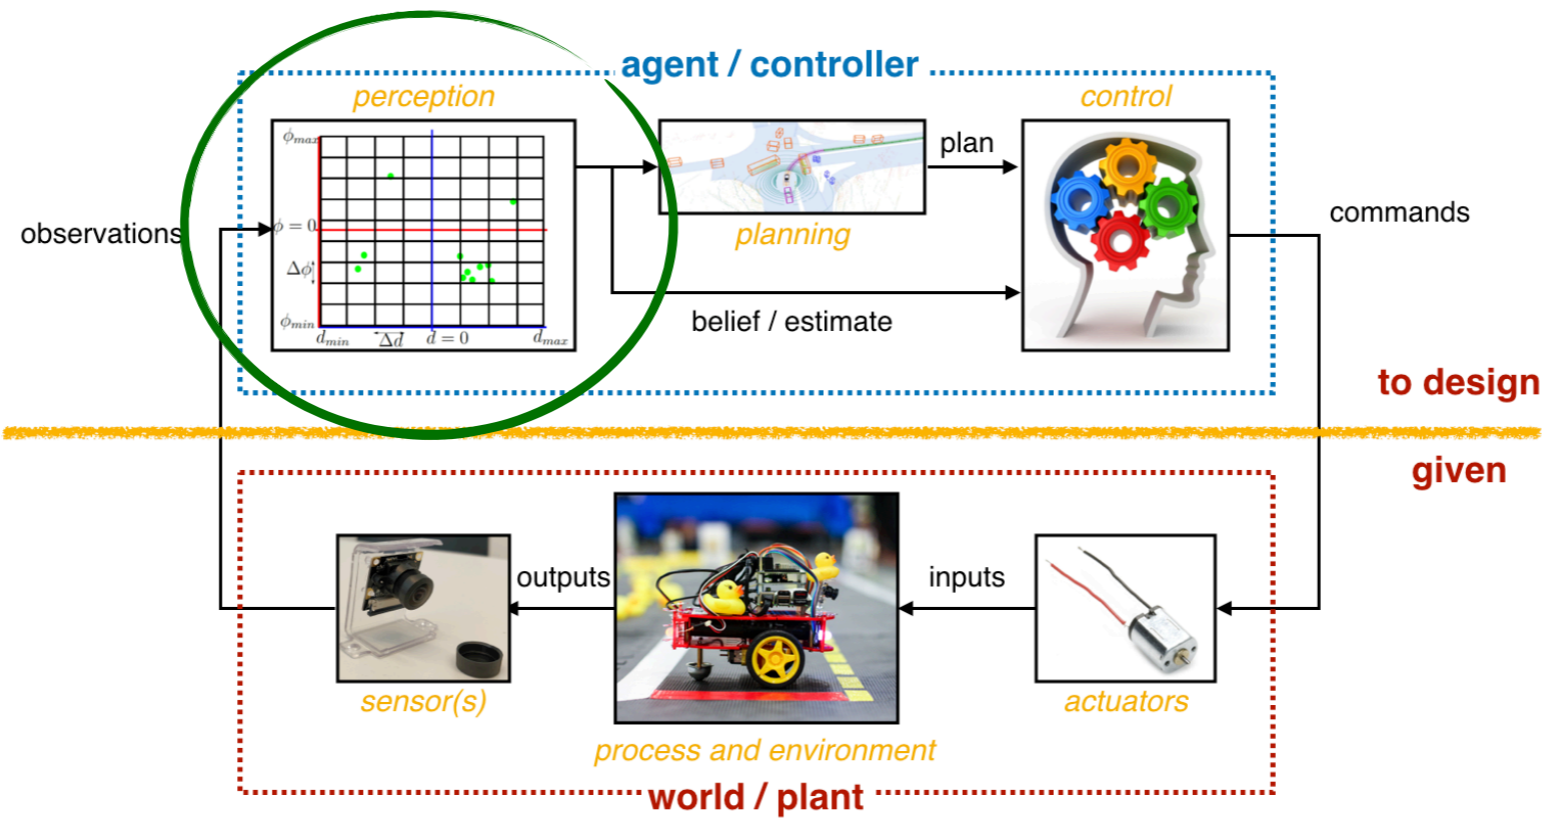 agent / controller
perception
control
ϕmax
ϕ = 0
Δϕ
ϕmin
dmin
Δd
d = 0
dmax
observations
planning
plan
belief / estimate
commands
to design
given
sensor(s)
outputs
process and environment
inputs
actuators
world / plant